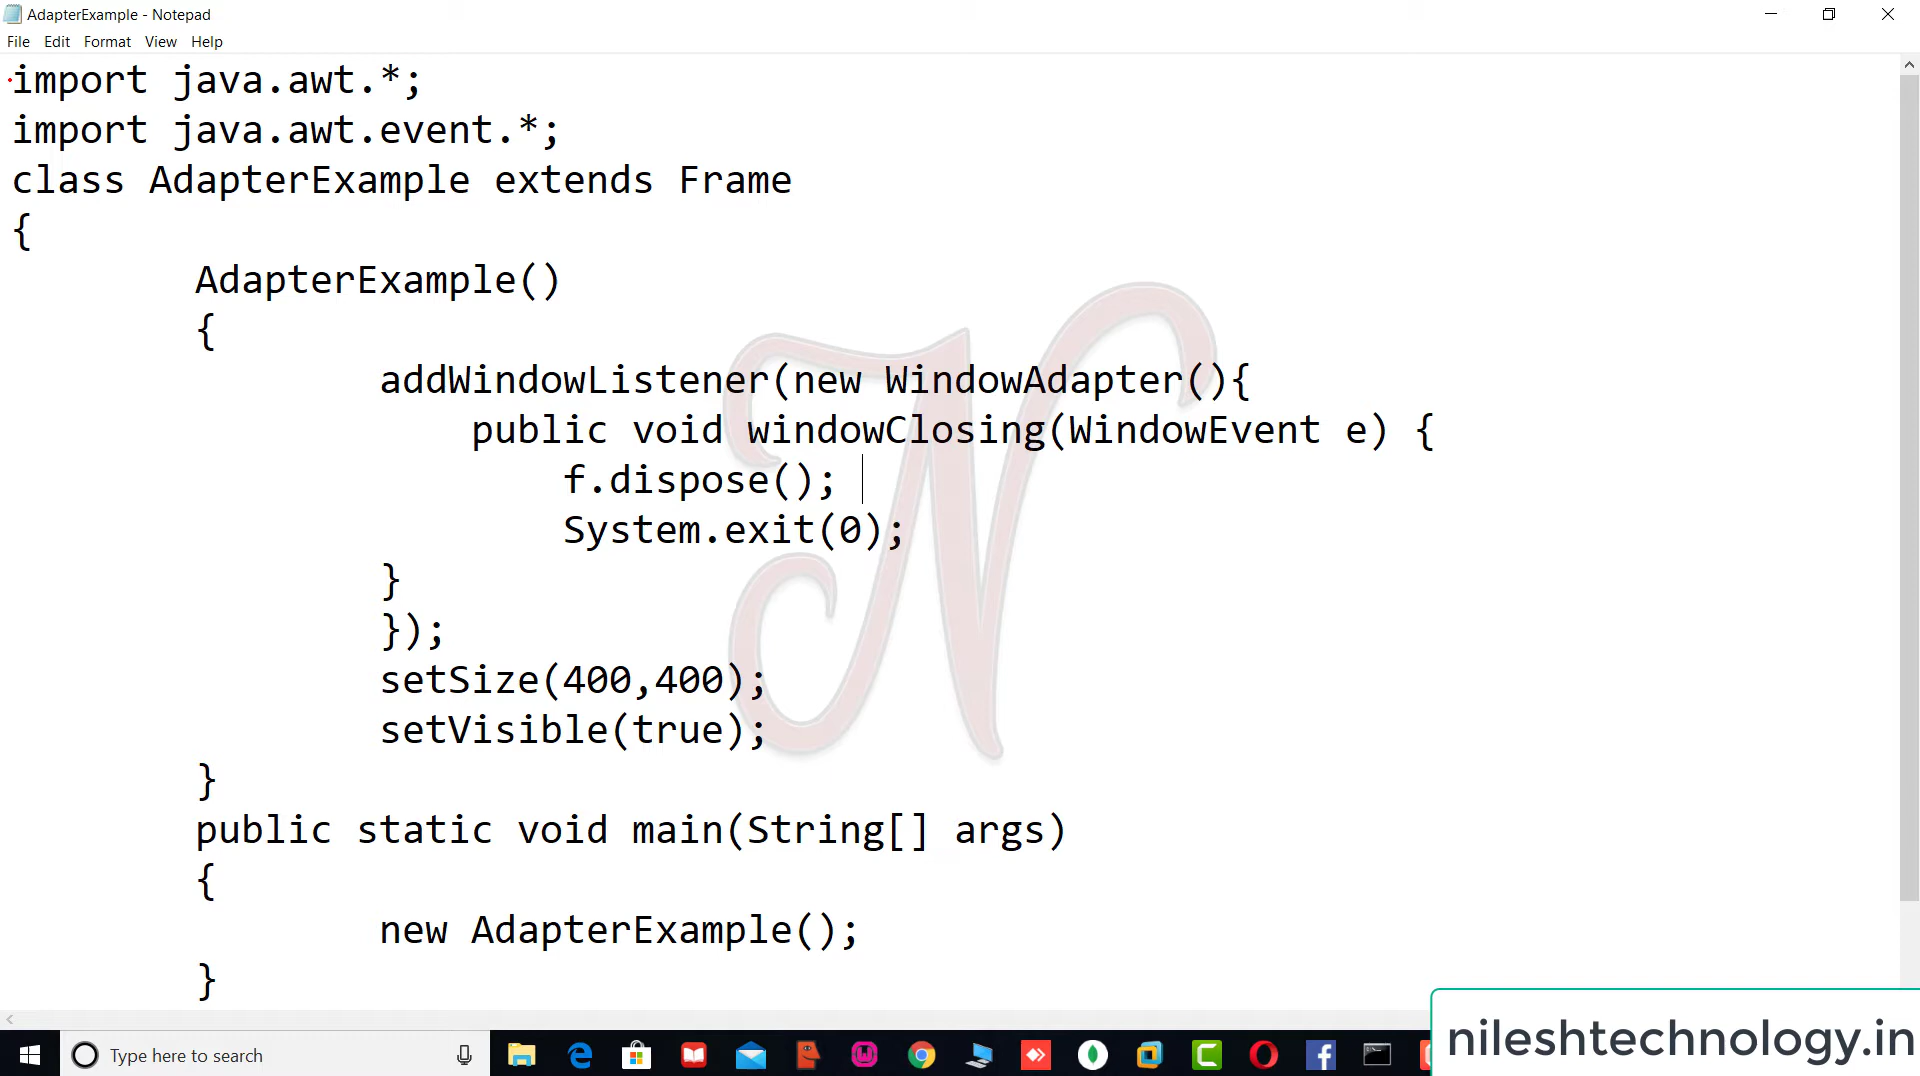 AdapterExample - Notepad
File Edit Format View Help
import java.awt.*;
import java.awt.event.*;
class AdapterExample extends Frame
{
AdapterExample()
{
addWindowListener(new WindowAdapter(){
public void windowClosing(WindowEvent e) {
f.dispose();
System.exit(0);
}
});
setSize(400,400);
setVisible(true);
}
public static void main(String[] args)
{
new AdapterExample();
}
N
Type here to search
nileshtechnology.in